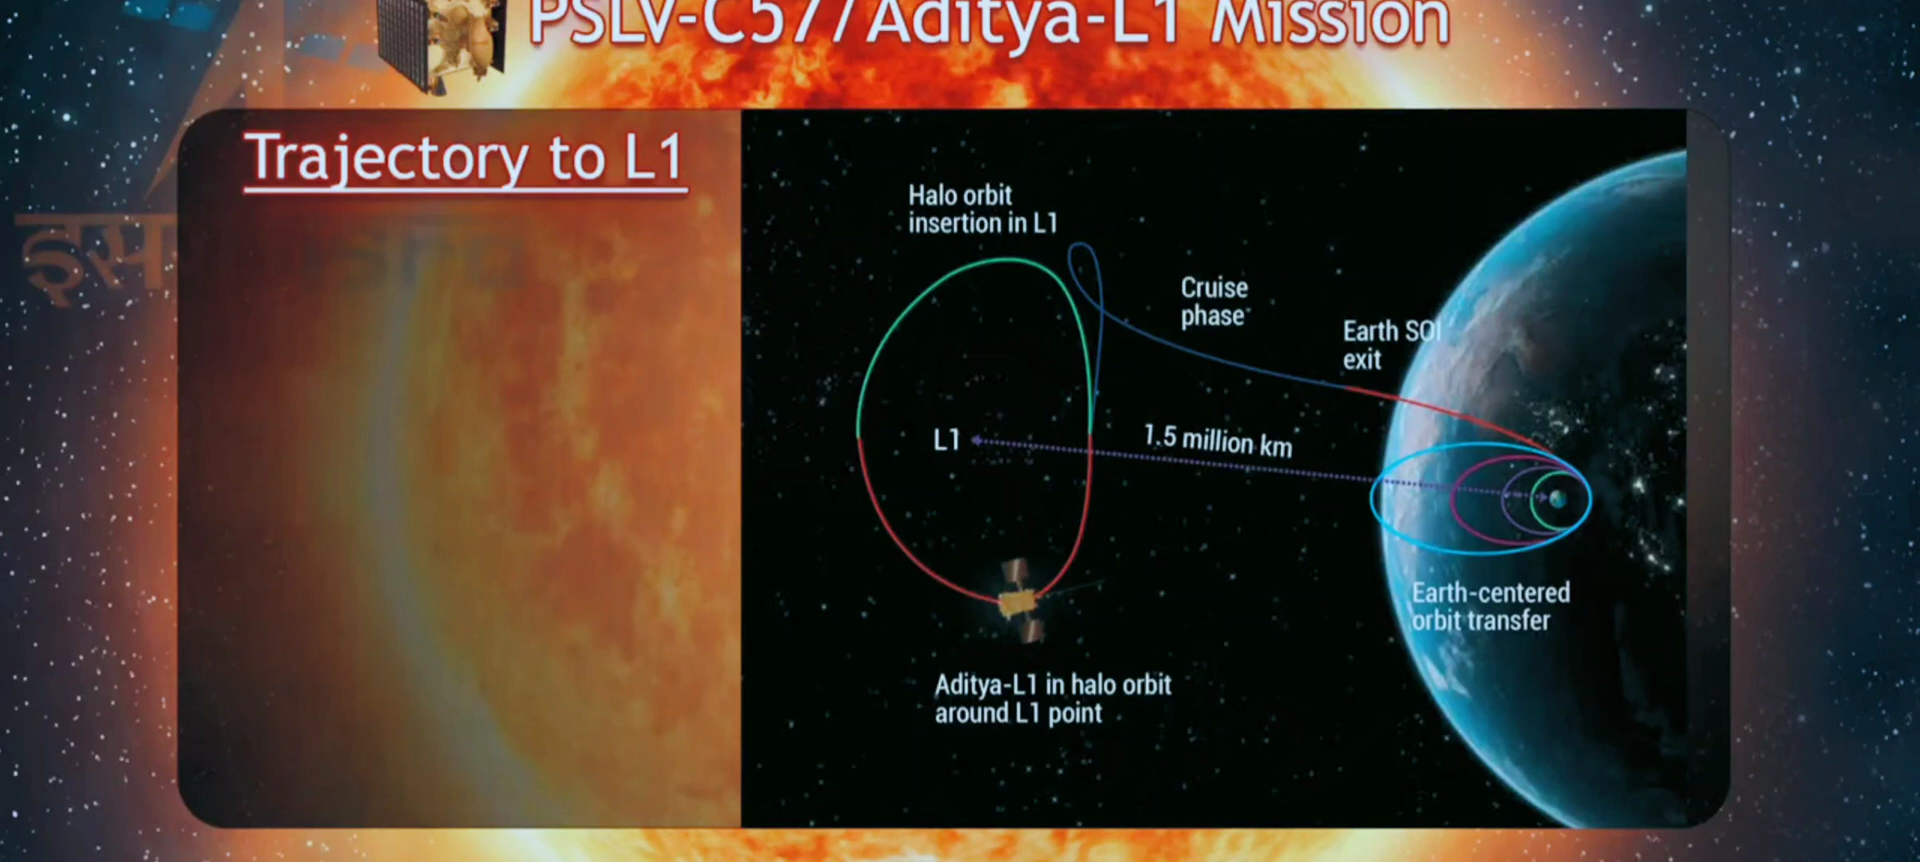 PSLV-C57/Aditya-L1 Mission
Trajectory to L1
Halo orbit
insertion in L1
Cruise
phase
Earth SOI
exit
L1
1.5 million km
Earth-centered
orbit transfer
Aditya-L1 in halo orbit
around L1 point